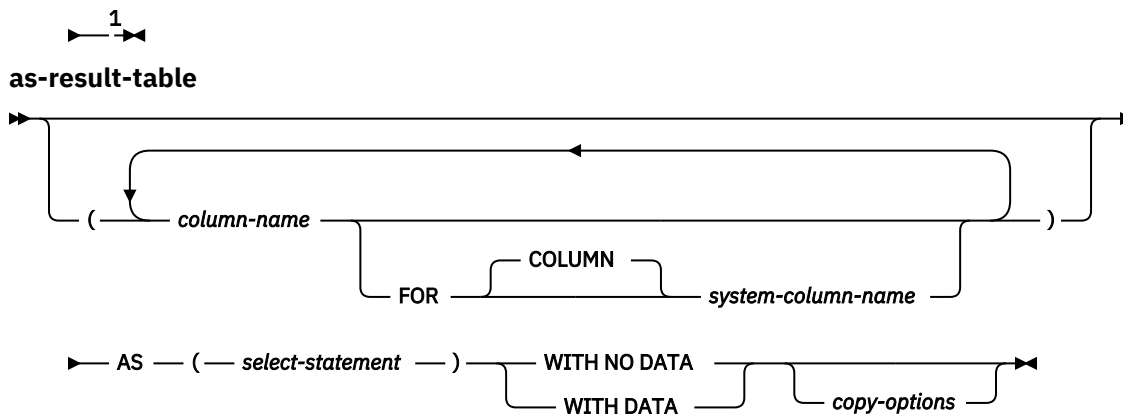 1
as-result-table
( column-name )
COLUMN
FOR system-column-name
AS ( select-statement ) WITH NO DATA
WITH DATA copy-options